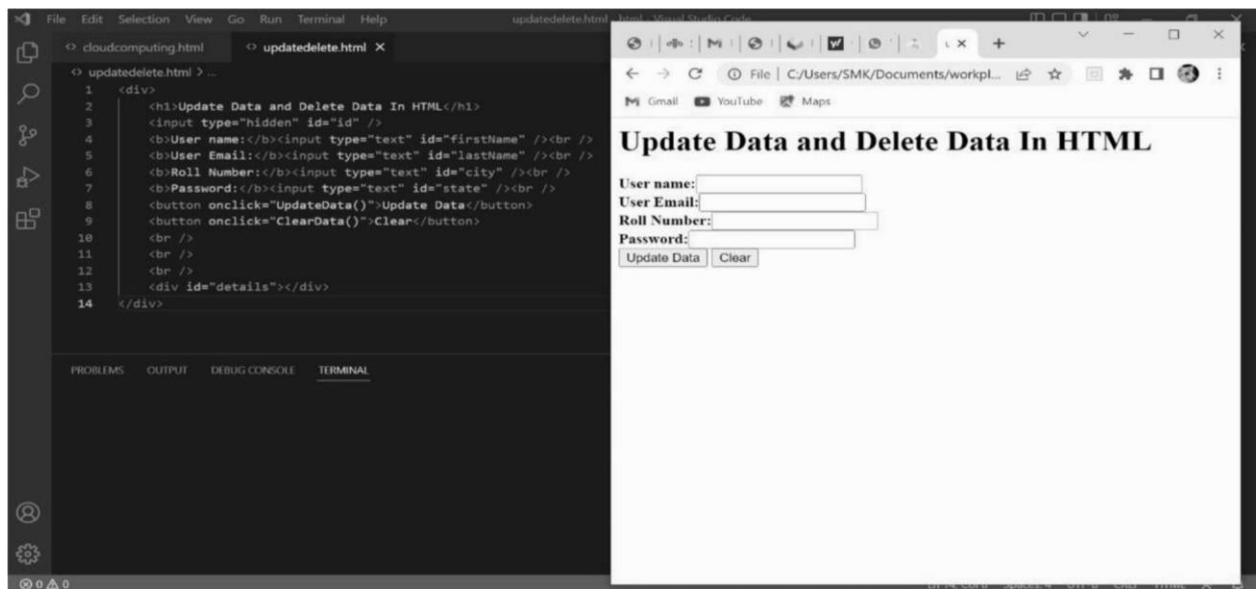 File Edit Selection View Go Run Terminal Help
updatedelete.html - html - Visual Studio Code
cloudcomputing.html
updatedelete.html ×
updatedelete.html > ...
1 <div>
2 <h1>Update Data and Delete Data In HTML</h1>
3 <input type="hidden" id="id" />
4 <b>User name:</b><input type="text" id="firstName" /><br />
5 <b>User Email:</b><input type="text" id="lastName" /><br />
6 <b>Roll Number:</b><input type="text" id="city" /><br />
7 <b>Password:</b><input type="text" id="state" /><br />
8 <button onclick="UpdateData()">Update Data</button>
9 <button onclick="ClearData()">Clear</button>
10 <br />
11 <br />
12 <br />
13 <div id="details"></div>
14 </div>
PROBLEMS OUTPUT DEBUG CONSOLE TERMINAL
0 0
File | C:/Users/SMK/Documents/workpl...
Gmail YouTube Maps
Update Data and Delete Data In HTML
User name:
User Email:
Roll Number:
Password:
Update Data Clear